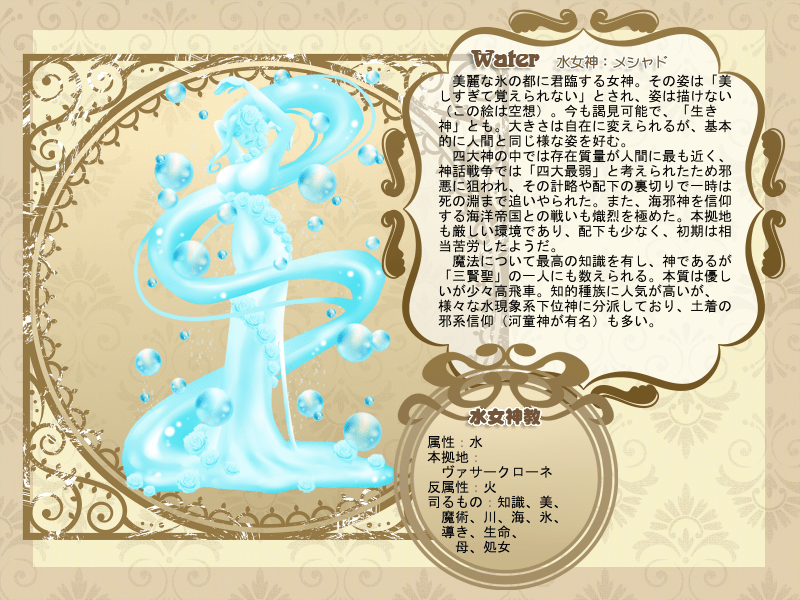 Water 水女神：メシャド
美麗な氷の都に君臨する女神。その姿は「美
しすぎて覚えられない」とされ、姿は描けない
（この絵は空想）。今も謁見可能で、「生き
神」とも。大きさは自在に変えられるが、基本
的に人間と同じ様な姿を好む。
四大神の中では存在質量が人間に最も近く、
神話戦争では「四大最弱」と考えられたため邪
悪に狙われ、その計略や配下の裏切りで一時は
死の淵まで追いやられた。また、海邪神を信仰
する海洋帝国との戦いも熾烈を極めた。本拠地
も厳しい環境であり、配下も少なく、初期は相
当苦労したようだ。
魔法について最高の知識を有し、神であるが
「三賢聖」の一人にも数えられる。本質は優し
いが少々高飛車。知的種族に人気が高いが、
様々な水現象系下位神に分派しており、土着の
邪系信仰（河童神が有名）も多い。
水女神教
属性：水
本拠地：
ヴァサークローネ
反属性：火
司るもの：知識、美、
魔術、川、海、氷、
導き、生命、
母、処女